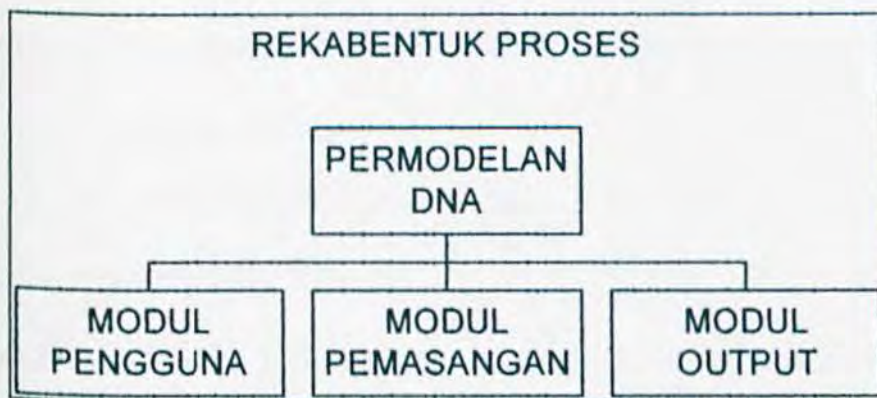 REKABENTUK PROSES
PERMODELAN
DNA
MODUL
PENGGUNA
MODUL
PEMASANGAN
MODUL
OUTPUT